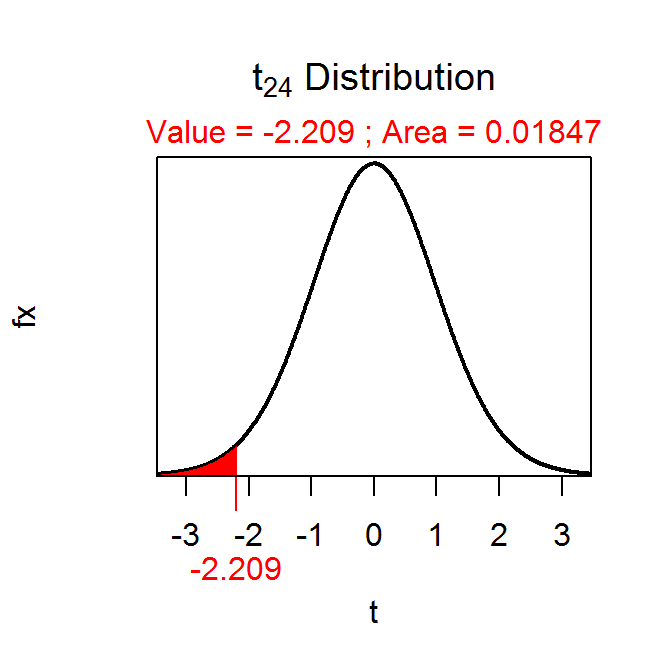 t₂₄ Distribution
Value = -2.209 ; Area = 0.01847
fx
-3 -2 -1 0 1 2 3
-2.209
t